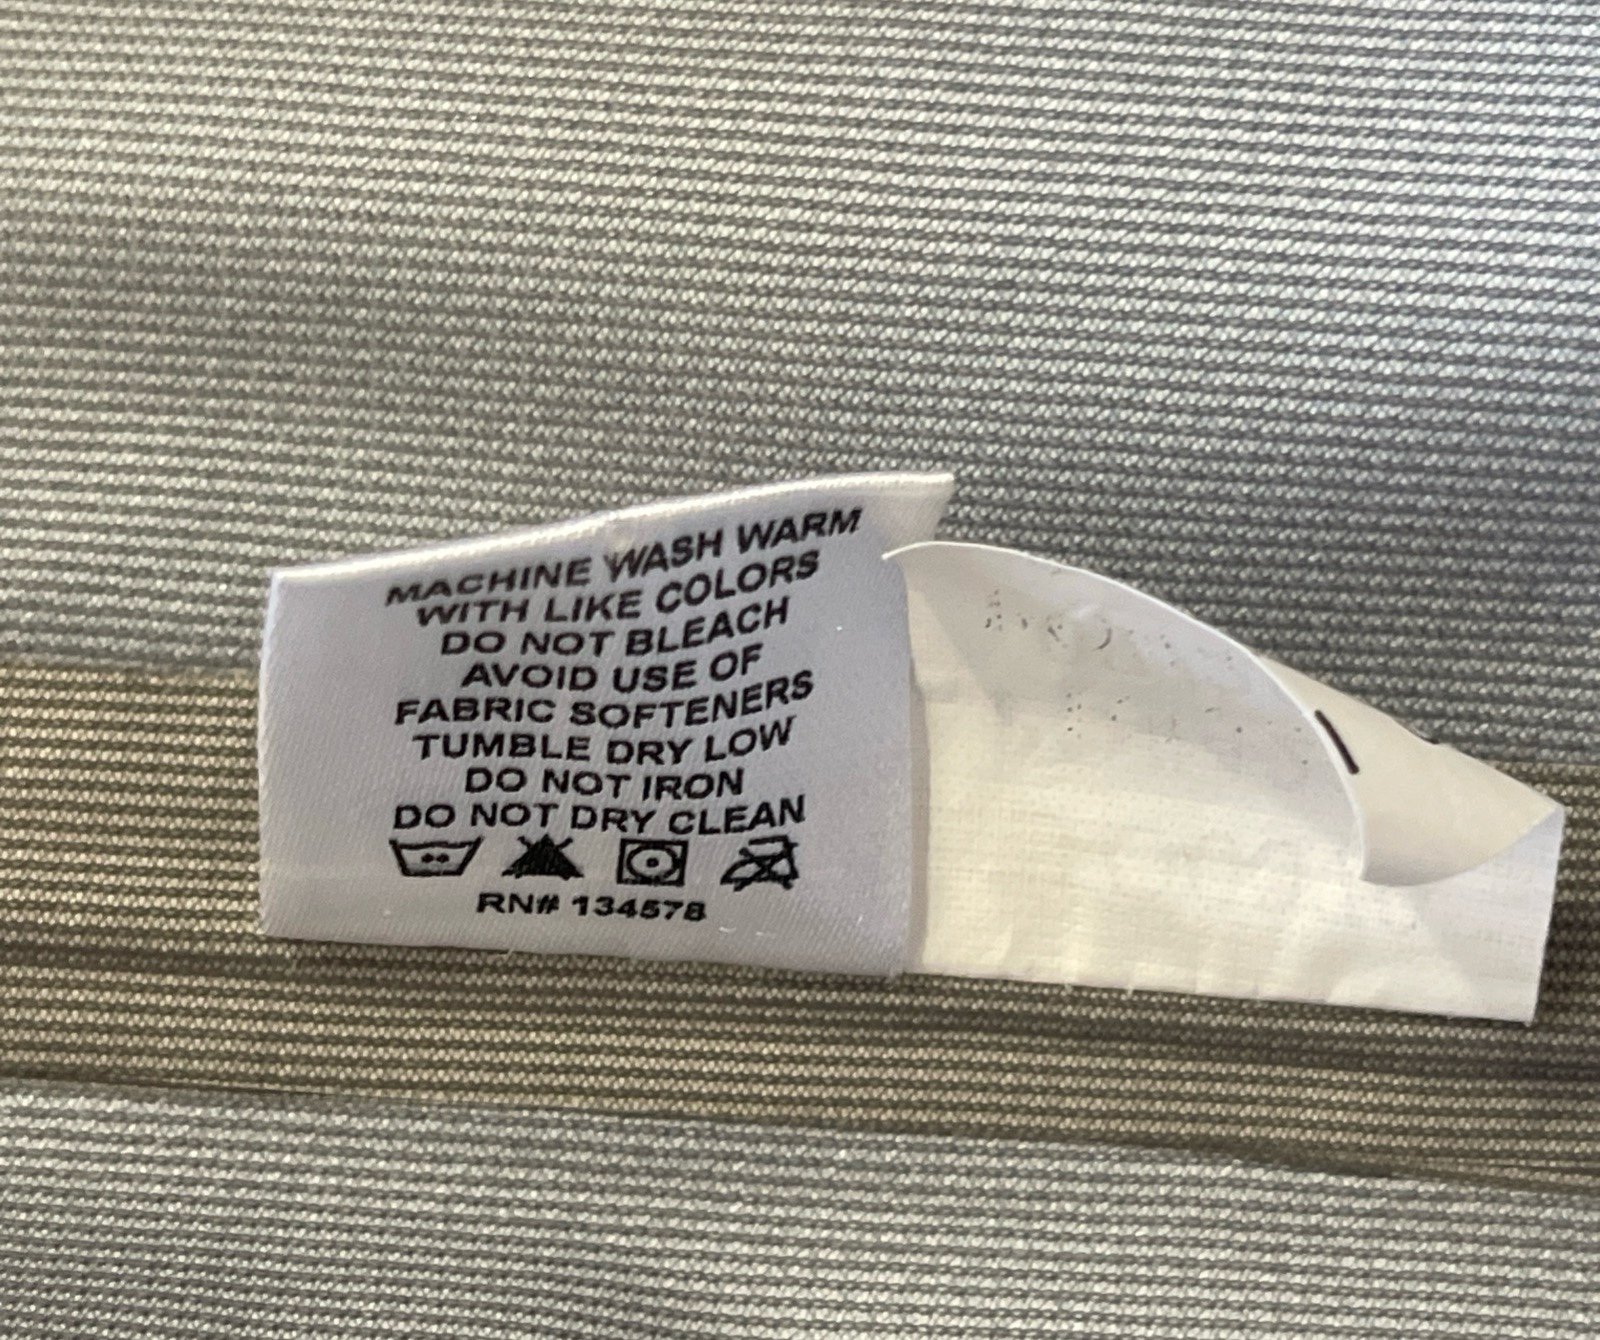 MACHINE WASH WARM
WITH LIKE COLORS
DO NOT BLEACH
AVOID USE OF
FABRIC SOFTENERS
TUMBLE DRY LOW
DO NOT IRON
DO NOT DRY CLEAN
RN# 134578